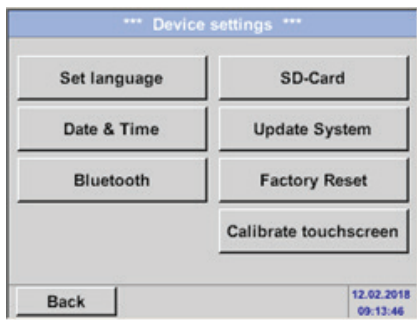 *** Device settings ***
Set language
SD-Card
Date & Time
Update System
Bluetooth
Factory Reset
Calibrate touchscreen
Back
12.02.2018
09:13:46